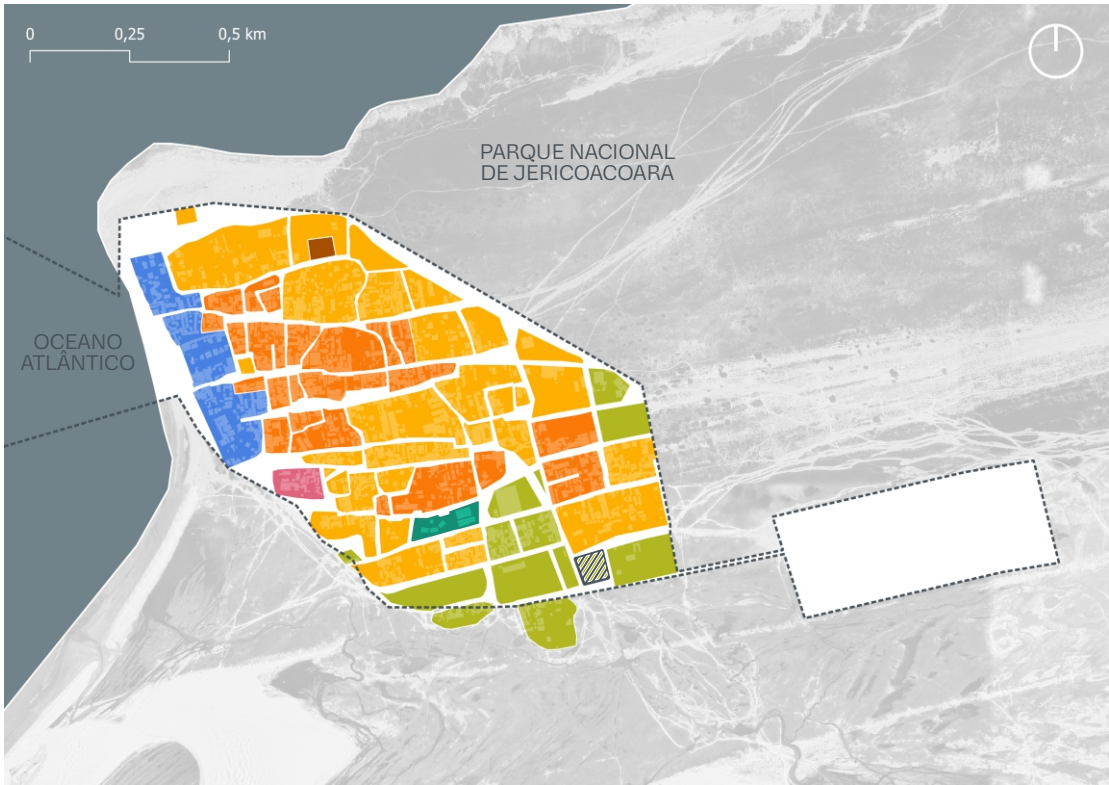 0 0,25 0,5 km
PARQUE NACIONAL
DE JERICOACOARA
OCEANO
ATLÂNTICO